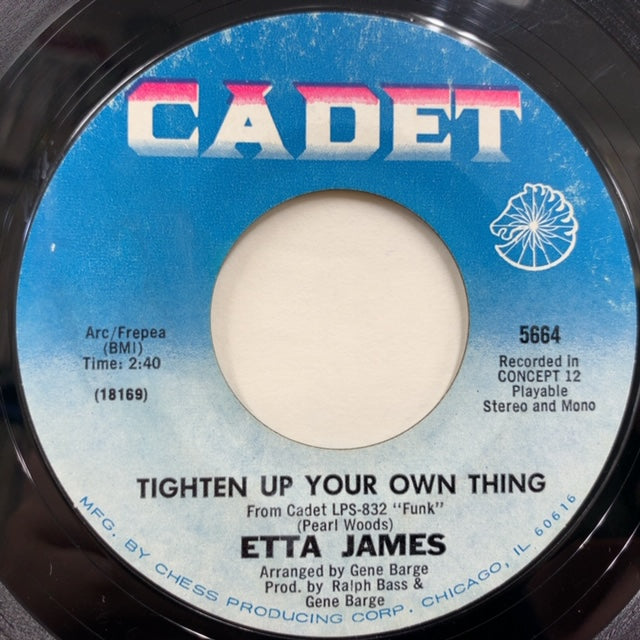 CADET
Arc/Frepea
(BMI)
Time: 2:40
(18169)
5664
Recorded in
CONCEPT 12
Playable
Stereo and Mono
TIGHTEN UP YOUR OWN THING
From Cadet LPS-832 "Funk"
(Pearl Woods)
ETTA JAMES
Arranged by Gene Barge
Prod. by Ralph Bass &
Gene Barge
MFG. BY CHESS PRODUCING CORP. CHICAGO, IL 60616